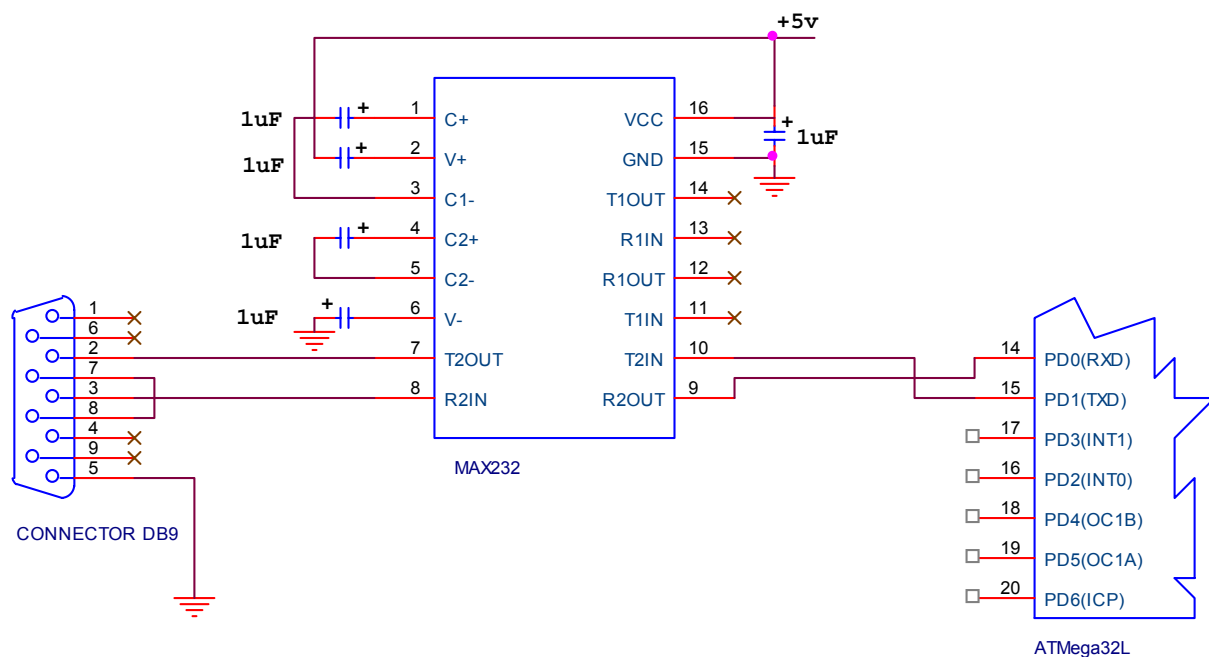 +5v
1uF
+
1
C+
1uF
+
2
V+
3
C1-
1uF
+
4
C2+
5
C2-
1uF
+
6
V-
7
T2OUT
8
R2IN
16
VCC
+
1uF
15
GND
14
T1OUT
13
R1IN
12
R1OUT
11
T1IN
10
T2IN
9
R2OUT
MAX232
1
6
2
7
3
8
4
9
5
CONNECTOR DB9
14
PD0(RXD)
15
PD1(TXD)
17
PD3(INT1)
16
PD2(INT0)
18
PD4(OC1B)
19
PD5(OC1A)
20
PD6(ICP)
ATMega32L